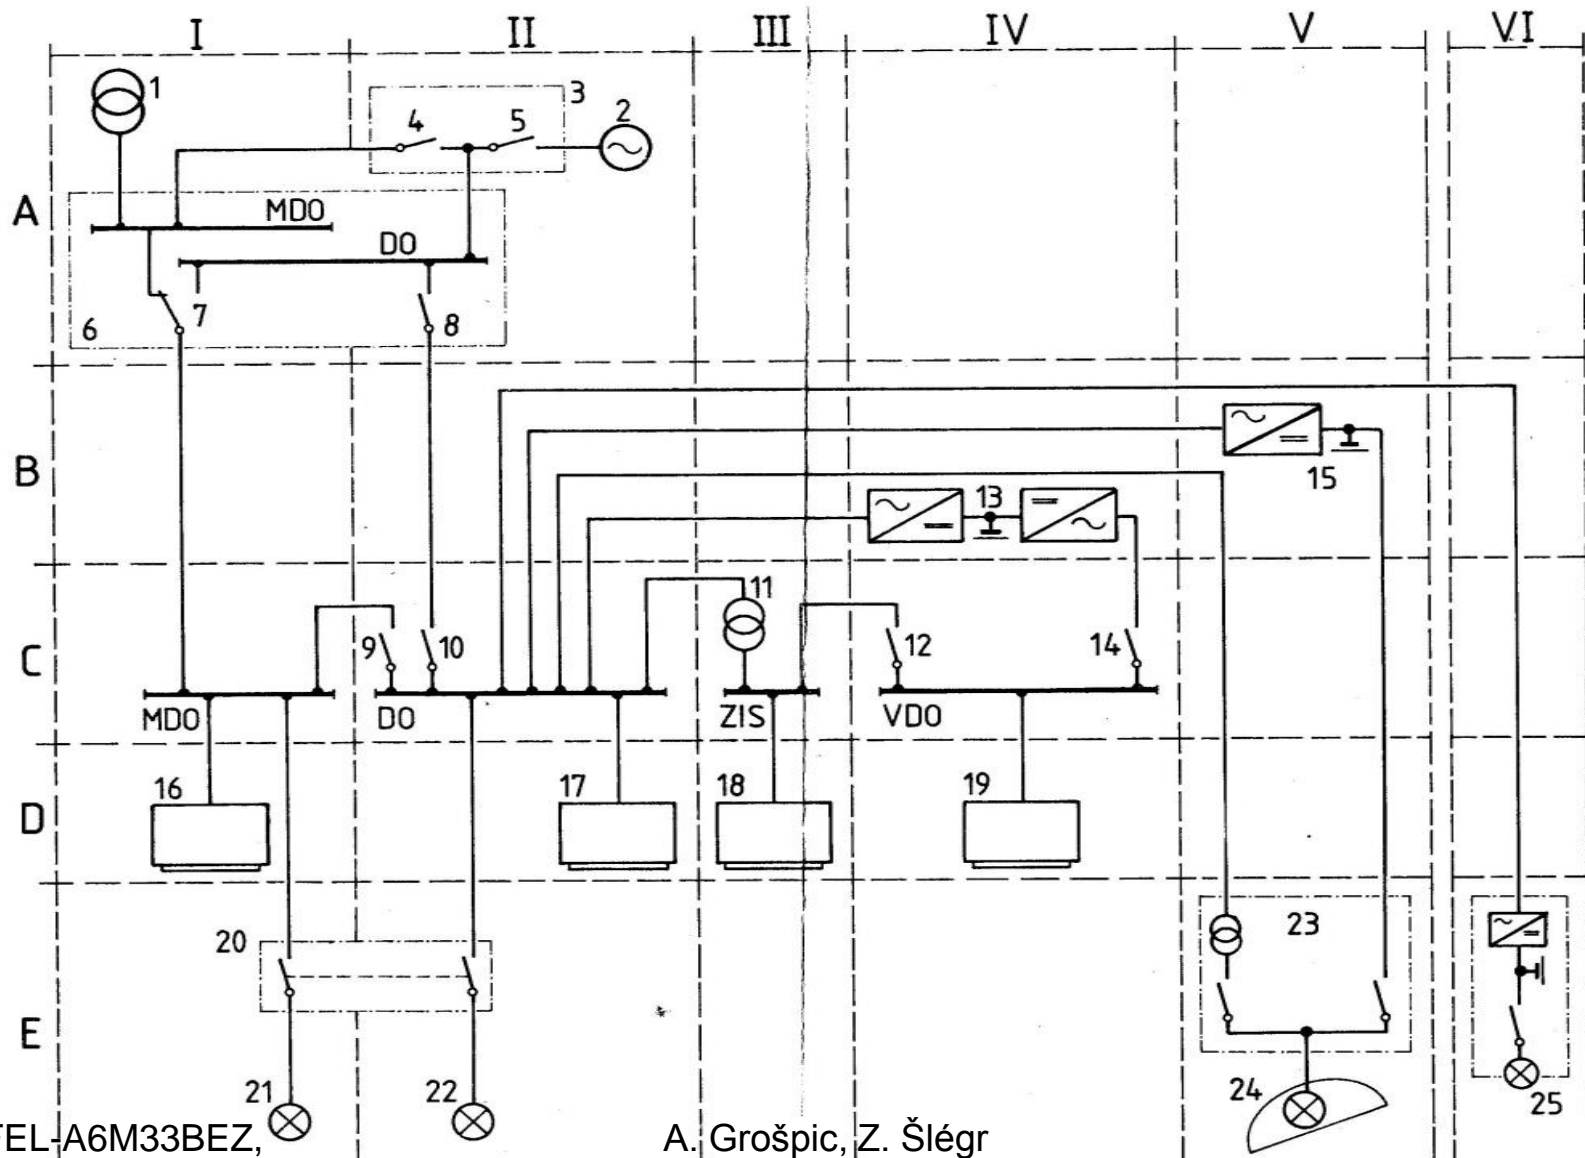 I II III IV V VI
1
3
4 5 2
A
MDO
DO
6 7 8
B
13 15
11
C
9 10 12 14
MDO DO ZIS VDO
D
16 17 18 19
20 23
E
21 22 24 25
FEL-A6M33BEZ, A. Grošpic, Z. Šlégr